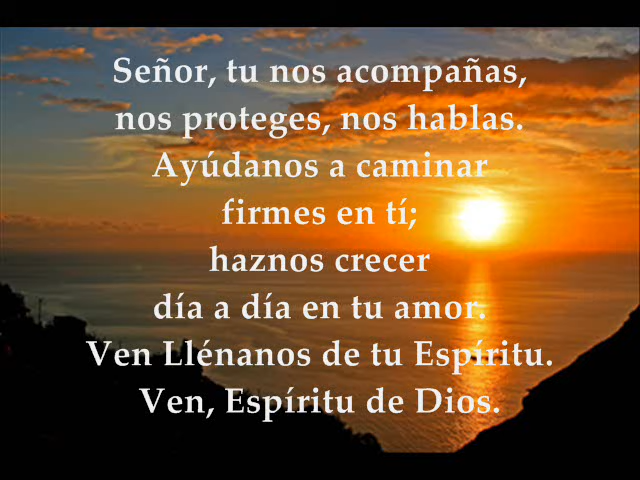 Señor, tu nos acompañas,
nos proteges, nos hablas.
Ayúdanos a caminar
firmes en tí;
haznos crecer
día a día en tu amor.
Ven Llénanos de tu Espíritu.
Ven, Espíritu de Dios.